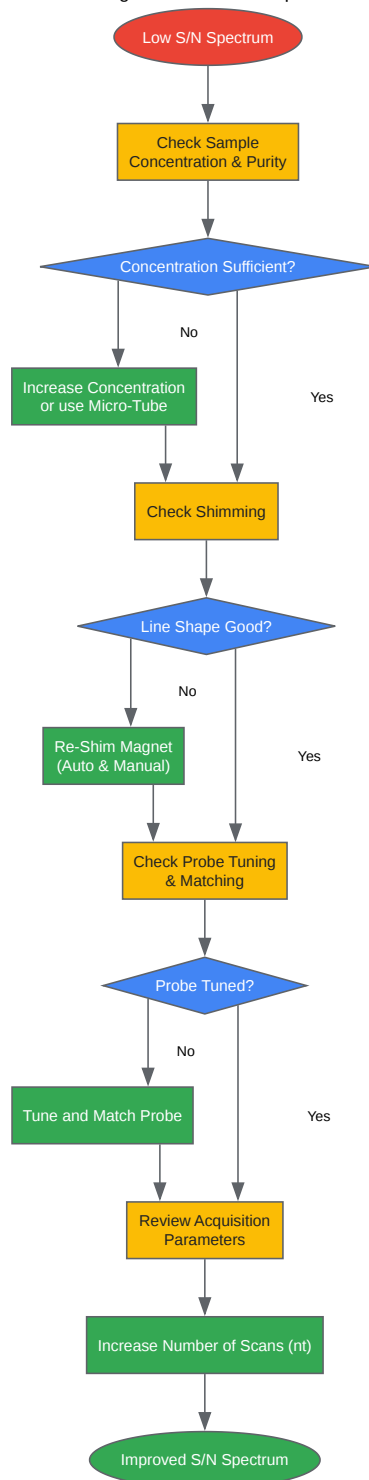 Low S/N Spectrum
Check Sample
Concentration & Purity
Concentration Sufficient?
No
Increase Concentration
or use Micro-Tube
Yes
Check Shimming
Line Shape Good?
No
Re-Shim Magnet
(Auto & Manual)
Yes
Check Probe Tuning
& Matching
Probe Tuned?
No
Tune and Match Probe
Yes
Review Acquisition
Parameters
Increase Number of Scans (nt)
Improved S/N Spectrum